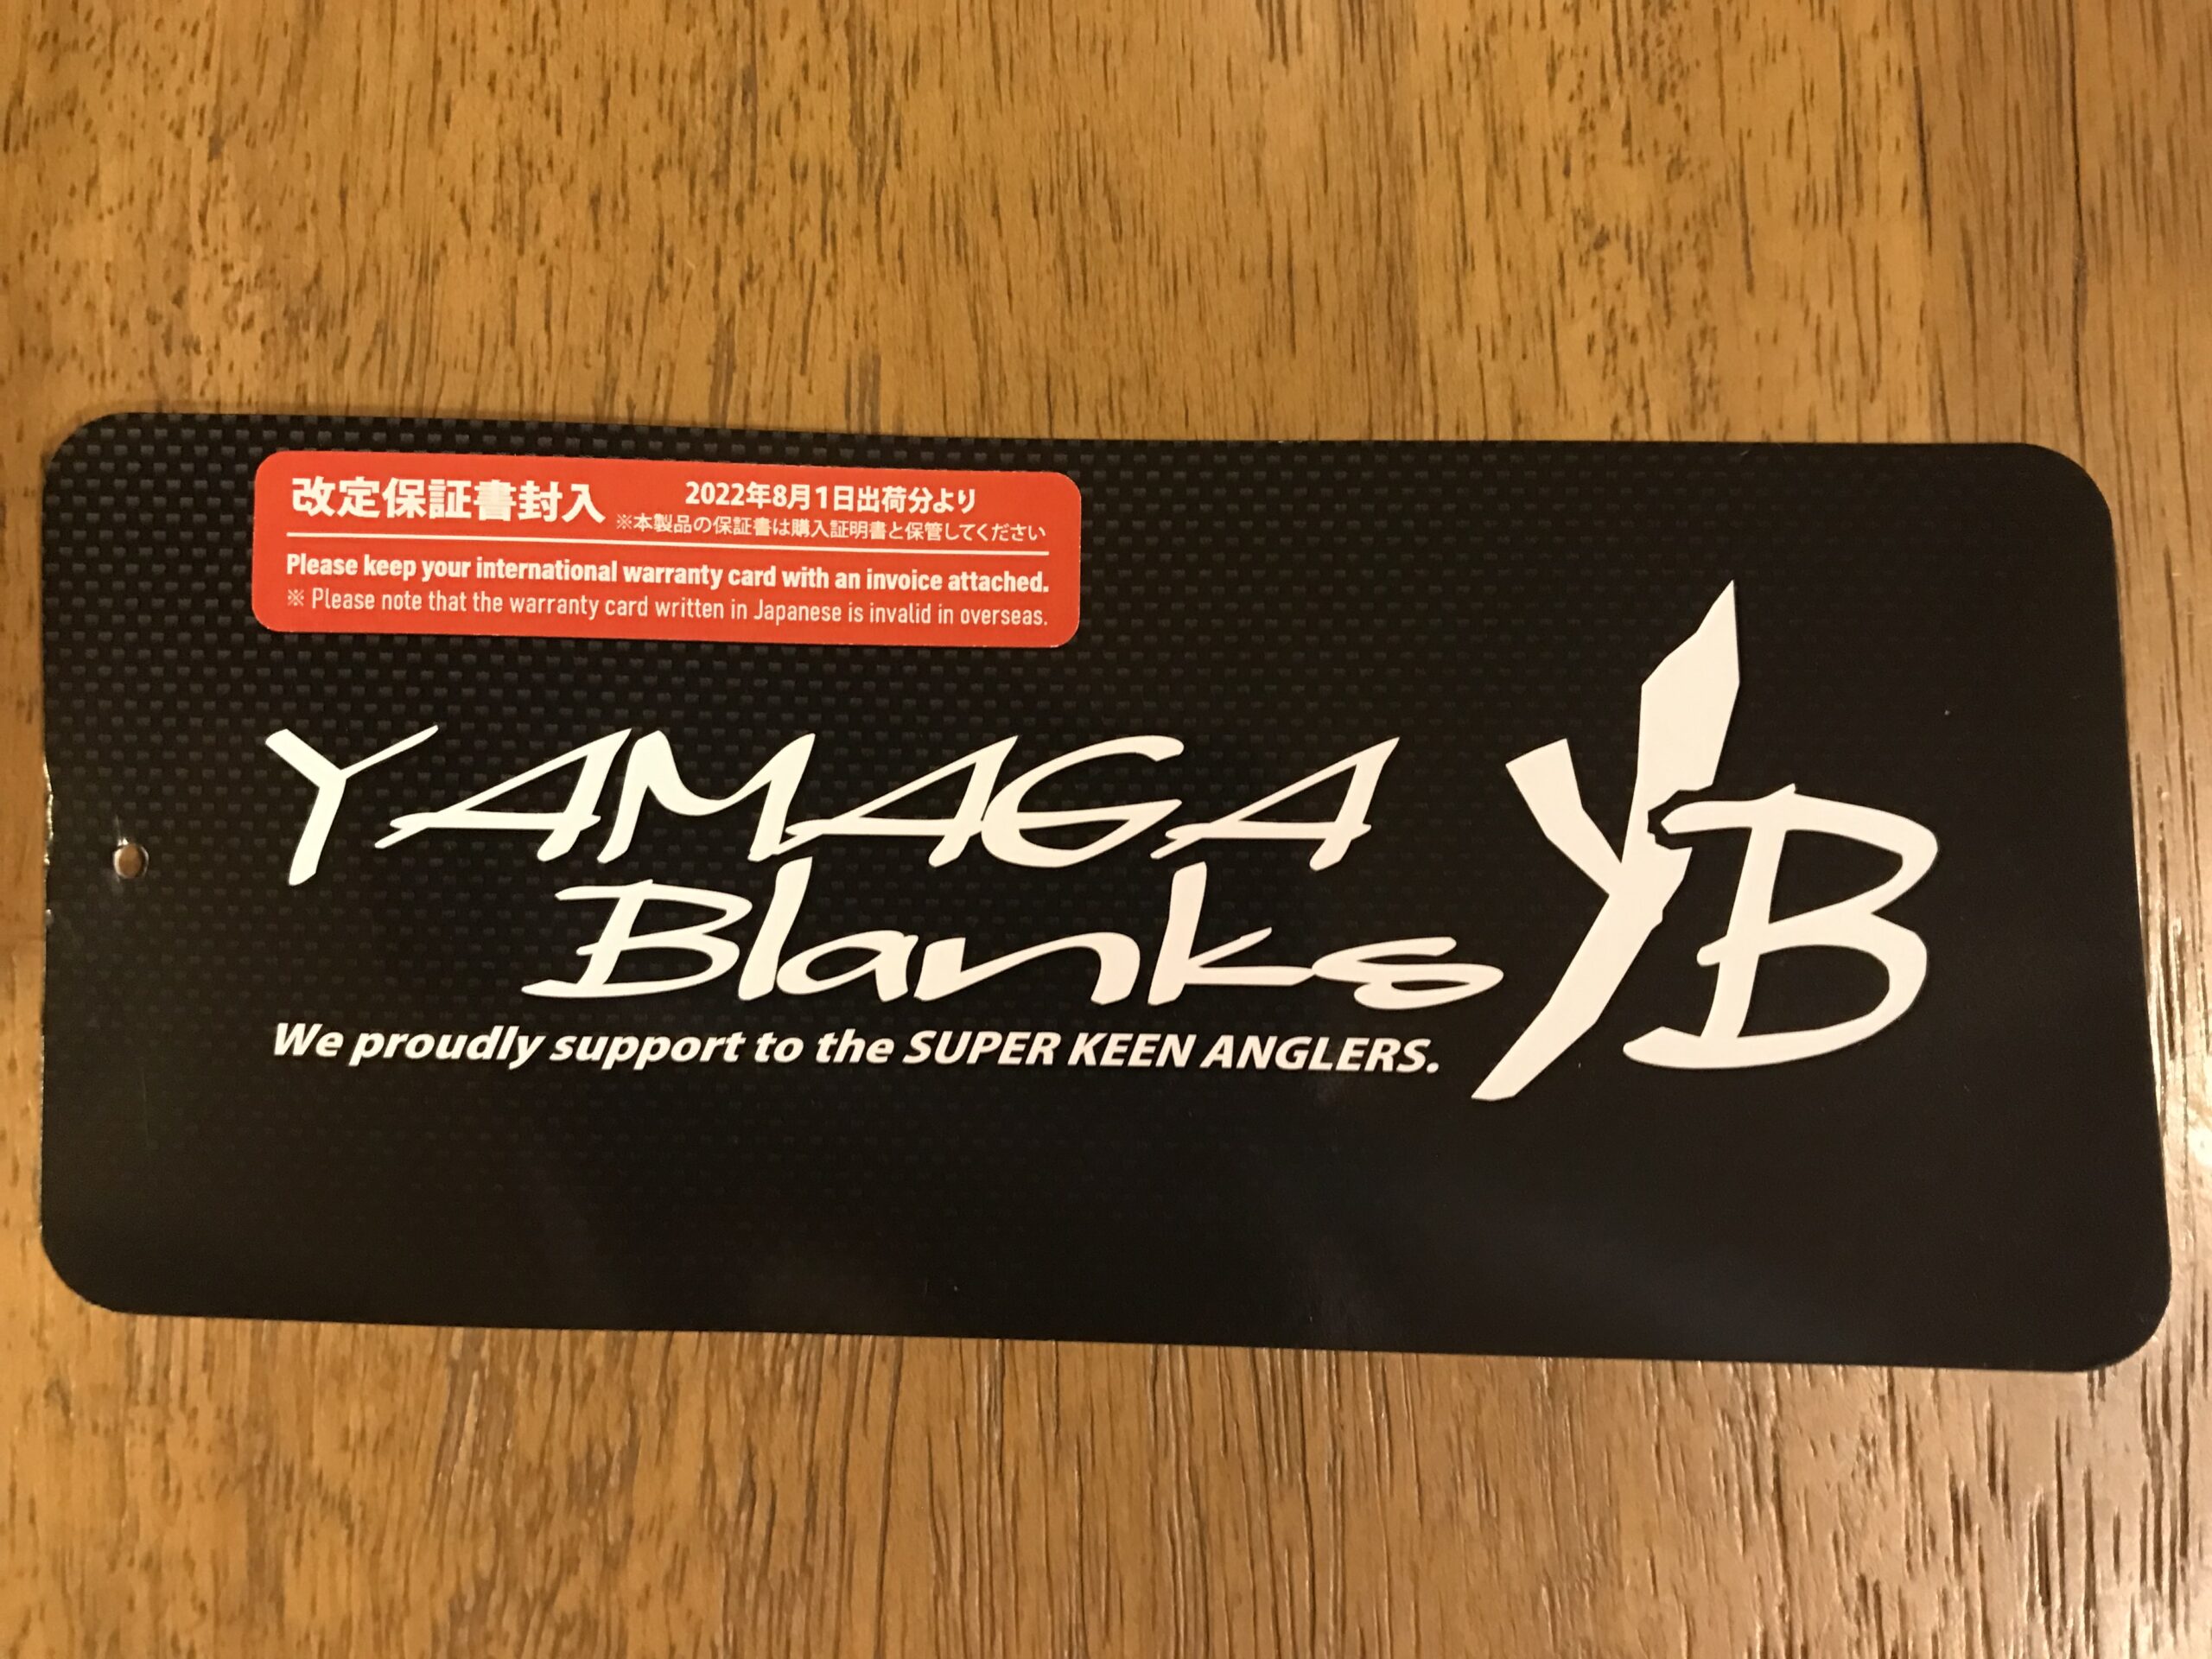 改定保証書封入
2022年8月1日出荷分より
※本製品の保証書は購入証明書と保管してください
Please keep your international warranty card with an invoice attached.
※ Please note that the warranty card written in Japanese is invalid in overseas.
YAMAGA
Blanks
YB
We proudly support to the SUPER KEEN ANGLERS.